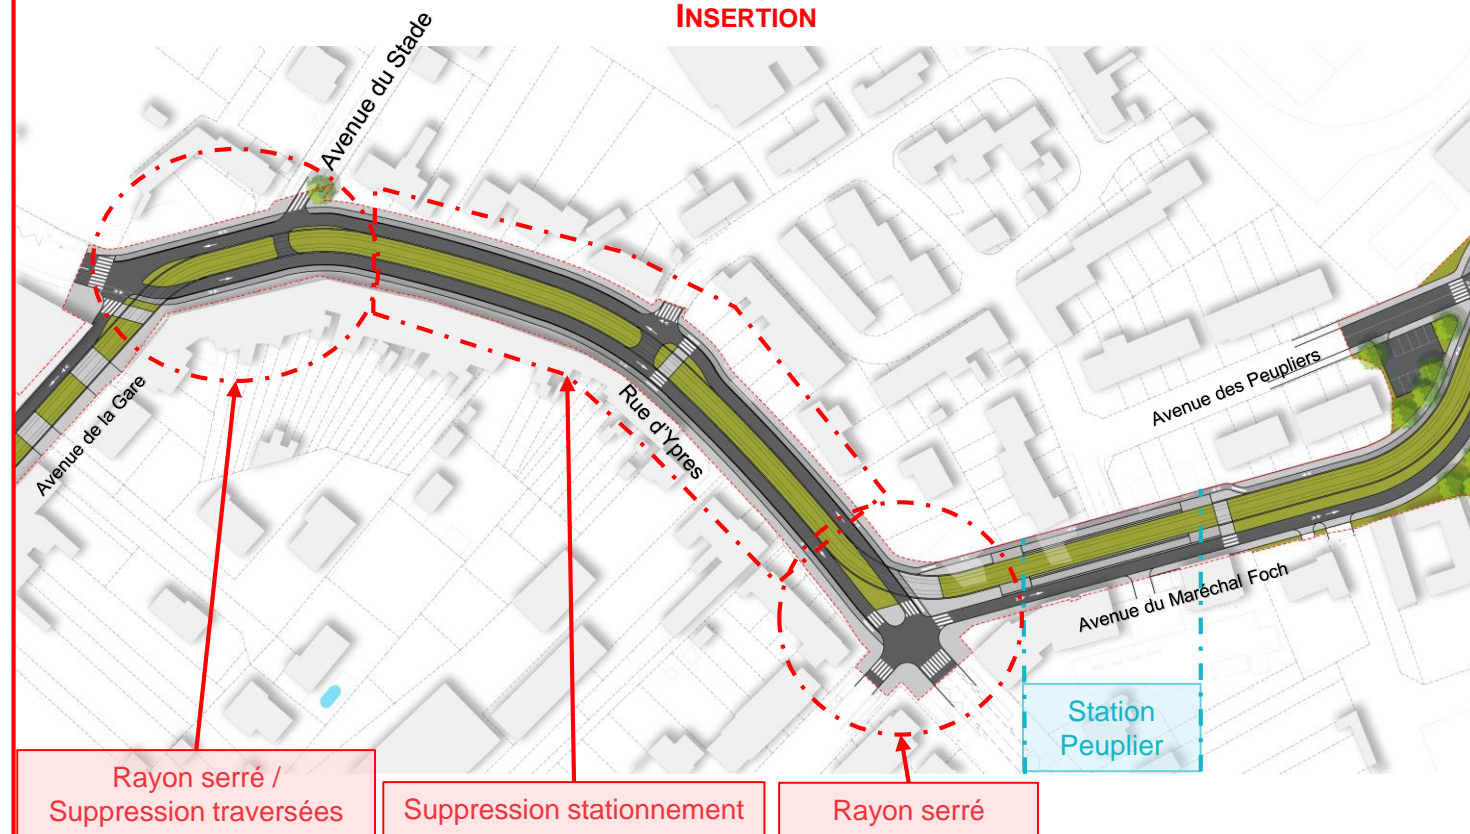 INSERTION
Avenue du Stade
Avenue des Peupliers
Avenue de la Gare
Rue d'Ypres
Avenue du Maréchal Foch
Station
Peuplier
Rayon serré /
Suppression traversées
Suppression stationnement
Rayon serré